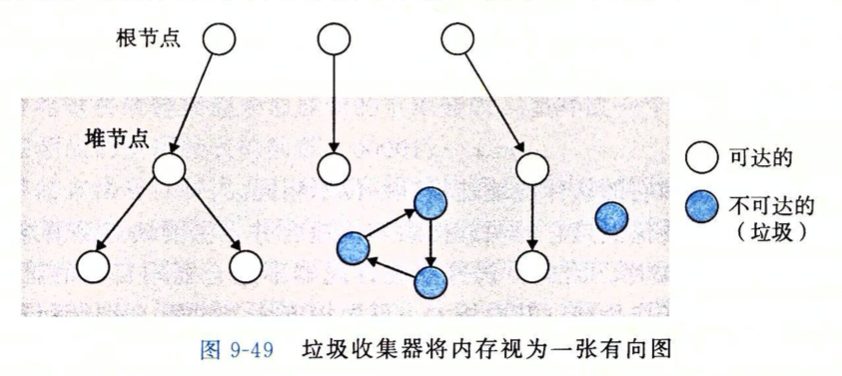 根节点
堆节点
可达的
不可达的
（垃圾）
图 9-49 垃圾收集器将内存视为一张有向图